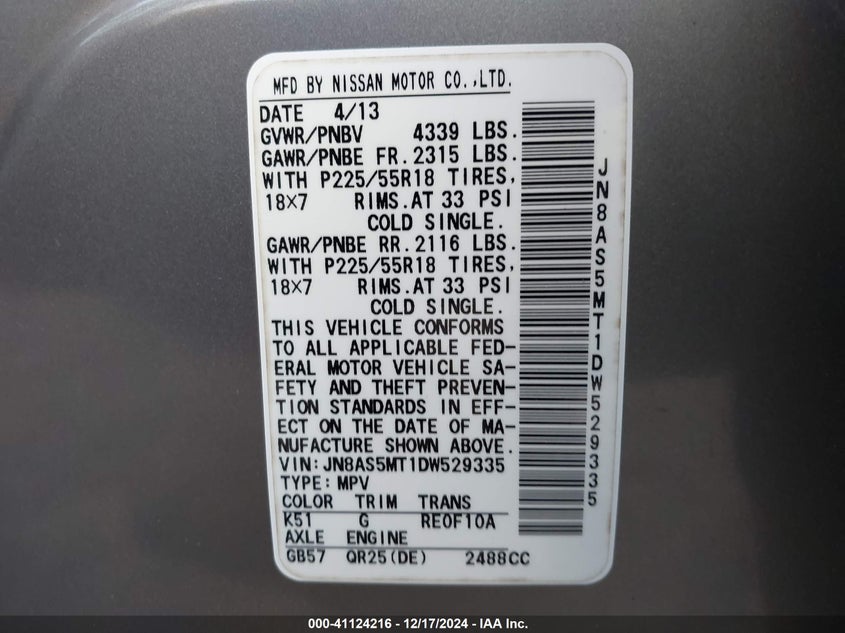 MFD BY NISSAN MOTOR CO.,LTD.
DATE 4/13
GVWR/PNBV 4339 LBS.
GAWR/PNBE FR. 2315 LBS.
WITH P225/55R18 TIRES,
18×7 RIMS. AT 33 PSI
COLD SINGLE.
GAWR/PNBE RR. 2116 LBS.
WITH P225/55R18 TIRES,
18×7 RIMS. AT 33 PSI
COLD SINGLE.
THIS VEHICLE CONFORMS
TO ALL APPLICABLE FED-
ERAL MOTOR VEHICLE SA-
FETY AND THEFT PREVEN-
TION STANDARDS IN EFF-
ECT ON THE DATE OF MA-
NUFACTURE SHOWN ABOVE.
VIN: JN8AS5MT1DW529335
TYPE: MPV
COLOR TRIM TRANS
K51 G RE0F10A
AXLE ENGINE
GB57 QR25(DE) 2488CC
JN8AS5MT1DW529335
000-41124216 - 12/17/2024 - IAA Inc.